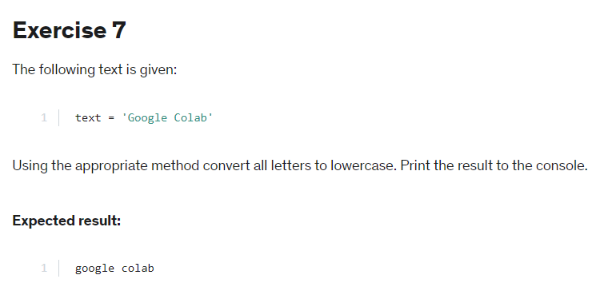 Exercise 7
The following text is given:
1 text = 'Google Colab'
Using the appropriate method convert all letters to lowercase. Print the result to the console.
Expected result:
1 google colab